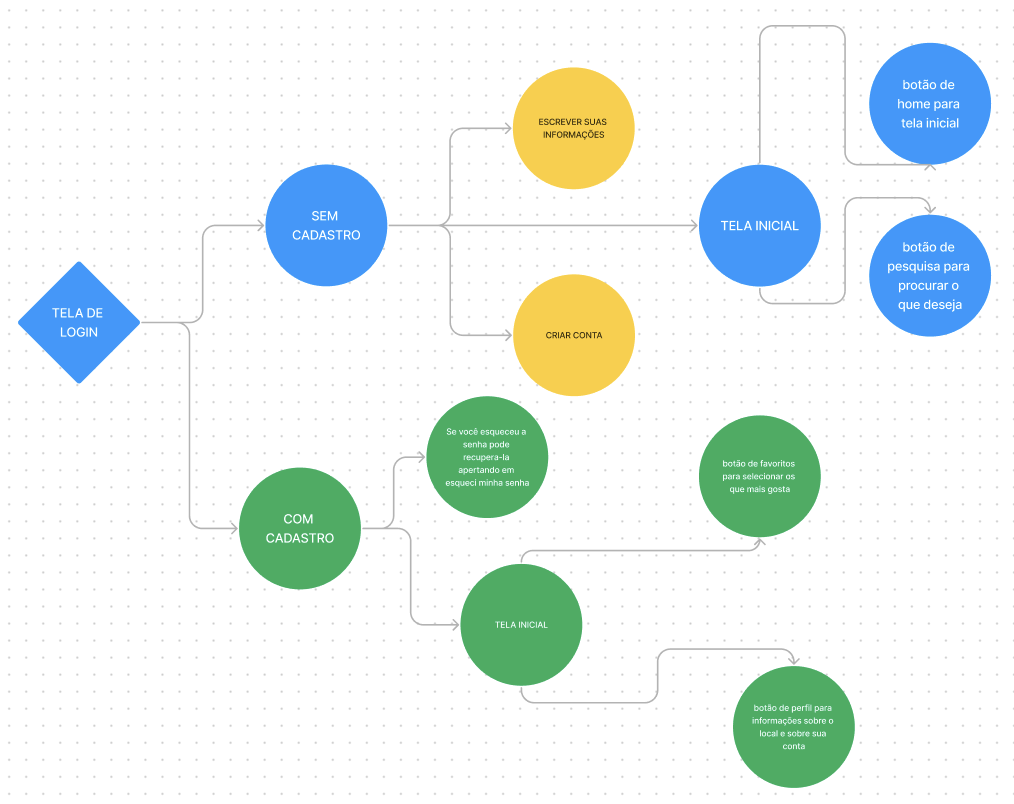 TELA DE
LOGIN
SEM
CADASTRO
ESCREVER SUAS
INFORMAÇÕES
CRIAR CONTA
TELA INICIAL
botão de
home para
tela inicial
botão de
pesquisa para
procurar o
que deseja
COM
CADASTRO
Se você esqueceu a
senha pode
recupera-la
apertando em
esqueci minha senha
TELA INICIAL
botão de favoritos
para selecionar os
que mais gosta
botão de perfil para
informações sobre o
local e sobre sua
conta